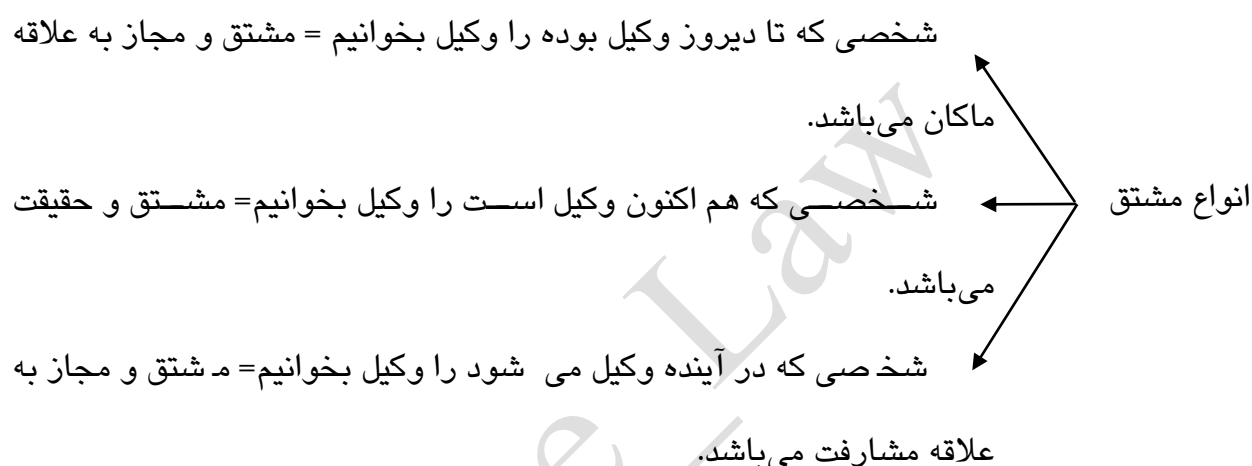 شخصی که تا دیروز وکیل بوده را وکیل بخوانیم = مشتق و مجاز به علاقه
ماکان می‌باشد.
انواع مشتق
شخصی که هم اکنون وکیل است را وکیل بخوانیم= مشتق و حقیقت
می‌باشد.
شخصی که در آینده وکیل می شود را وکیل بخوانیم= مشتق و مجاز به
علاقه مشارفت می‌باشد.
e Law